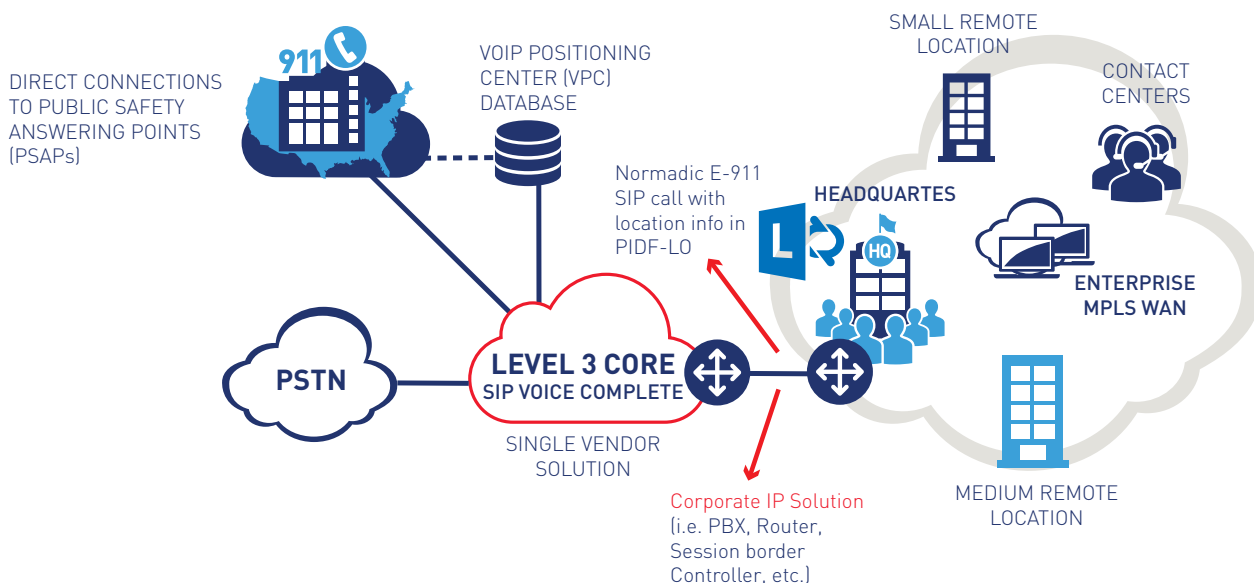 DIRECT CONNECTIONS
TO PUBLIC SAFETY
ANSWERING POINTS
(PSAPs)
911
VOIP POSITIONING
CENTER (VPC)
DATABASE
SMALL REMOTE
LOCATION
CONTACT
CENTERS
Normadic E-911
SIP call with
location info in
PIDF-LO
HEADQUARTES
L
HQ
ENTERPRISE
MPLS WAN
PSTN
LEVEL 3 CORE
SIP VOICE COMPLETE
SINGLE VENDOR
SOLUTION
Corporate IP Solution
(i.e. PBX, Router,
Session border
Controller, etc.)
MEDIUM REMOTE
LOCATION